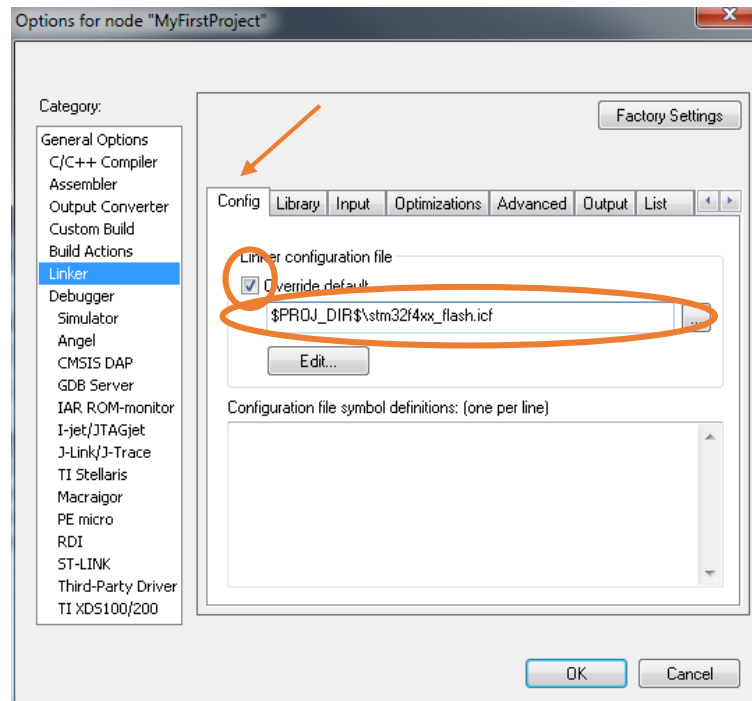 Options for node "MyFirstProject"
Category:
General Options
C/C++ Compiler
Assembler
Output Converter
Custom Build
Build Actions
Linker
Debugger
Simulator
Angel
CMSIS DAP
GDB Server
IAR ROM-monitor
I-jet/JTAGjet
J-Link/J-Trace
TI Stellaris
Macraigor
PE micro
RDI
ST-LINK
Third-Party Driver
TI XDS100/200
Factory Settings
Config Library Input Optimizations Advanced Output List
Linker configuration file
Override default
$PROJ_DIR$\stm32f4xx_flash.icf
...
Edit...
Configuration file symbol definitions: (one per line)
OK Cancel